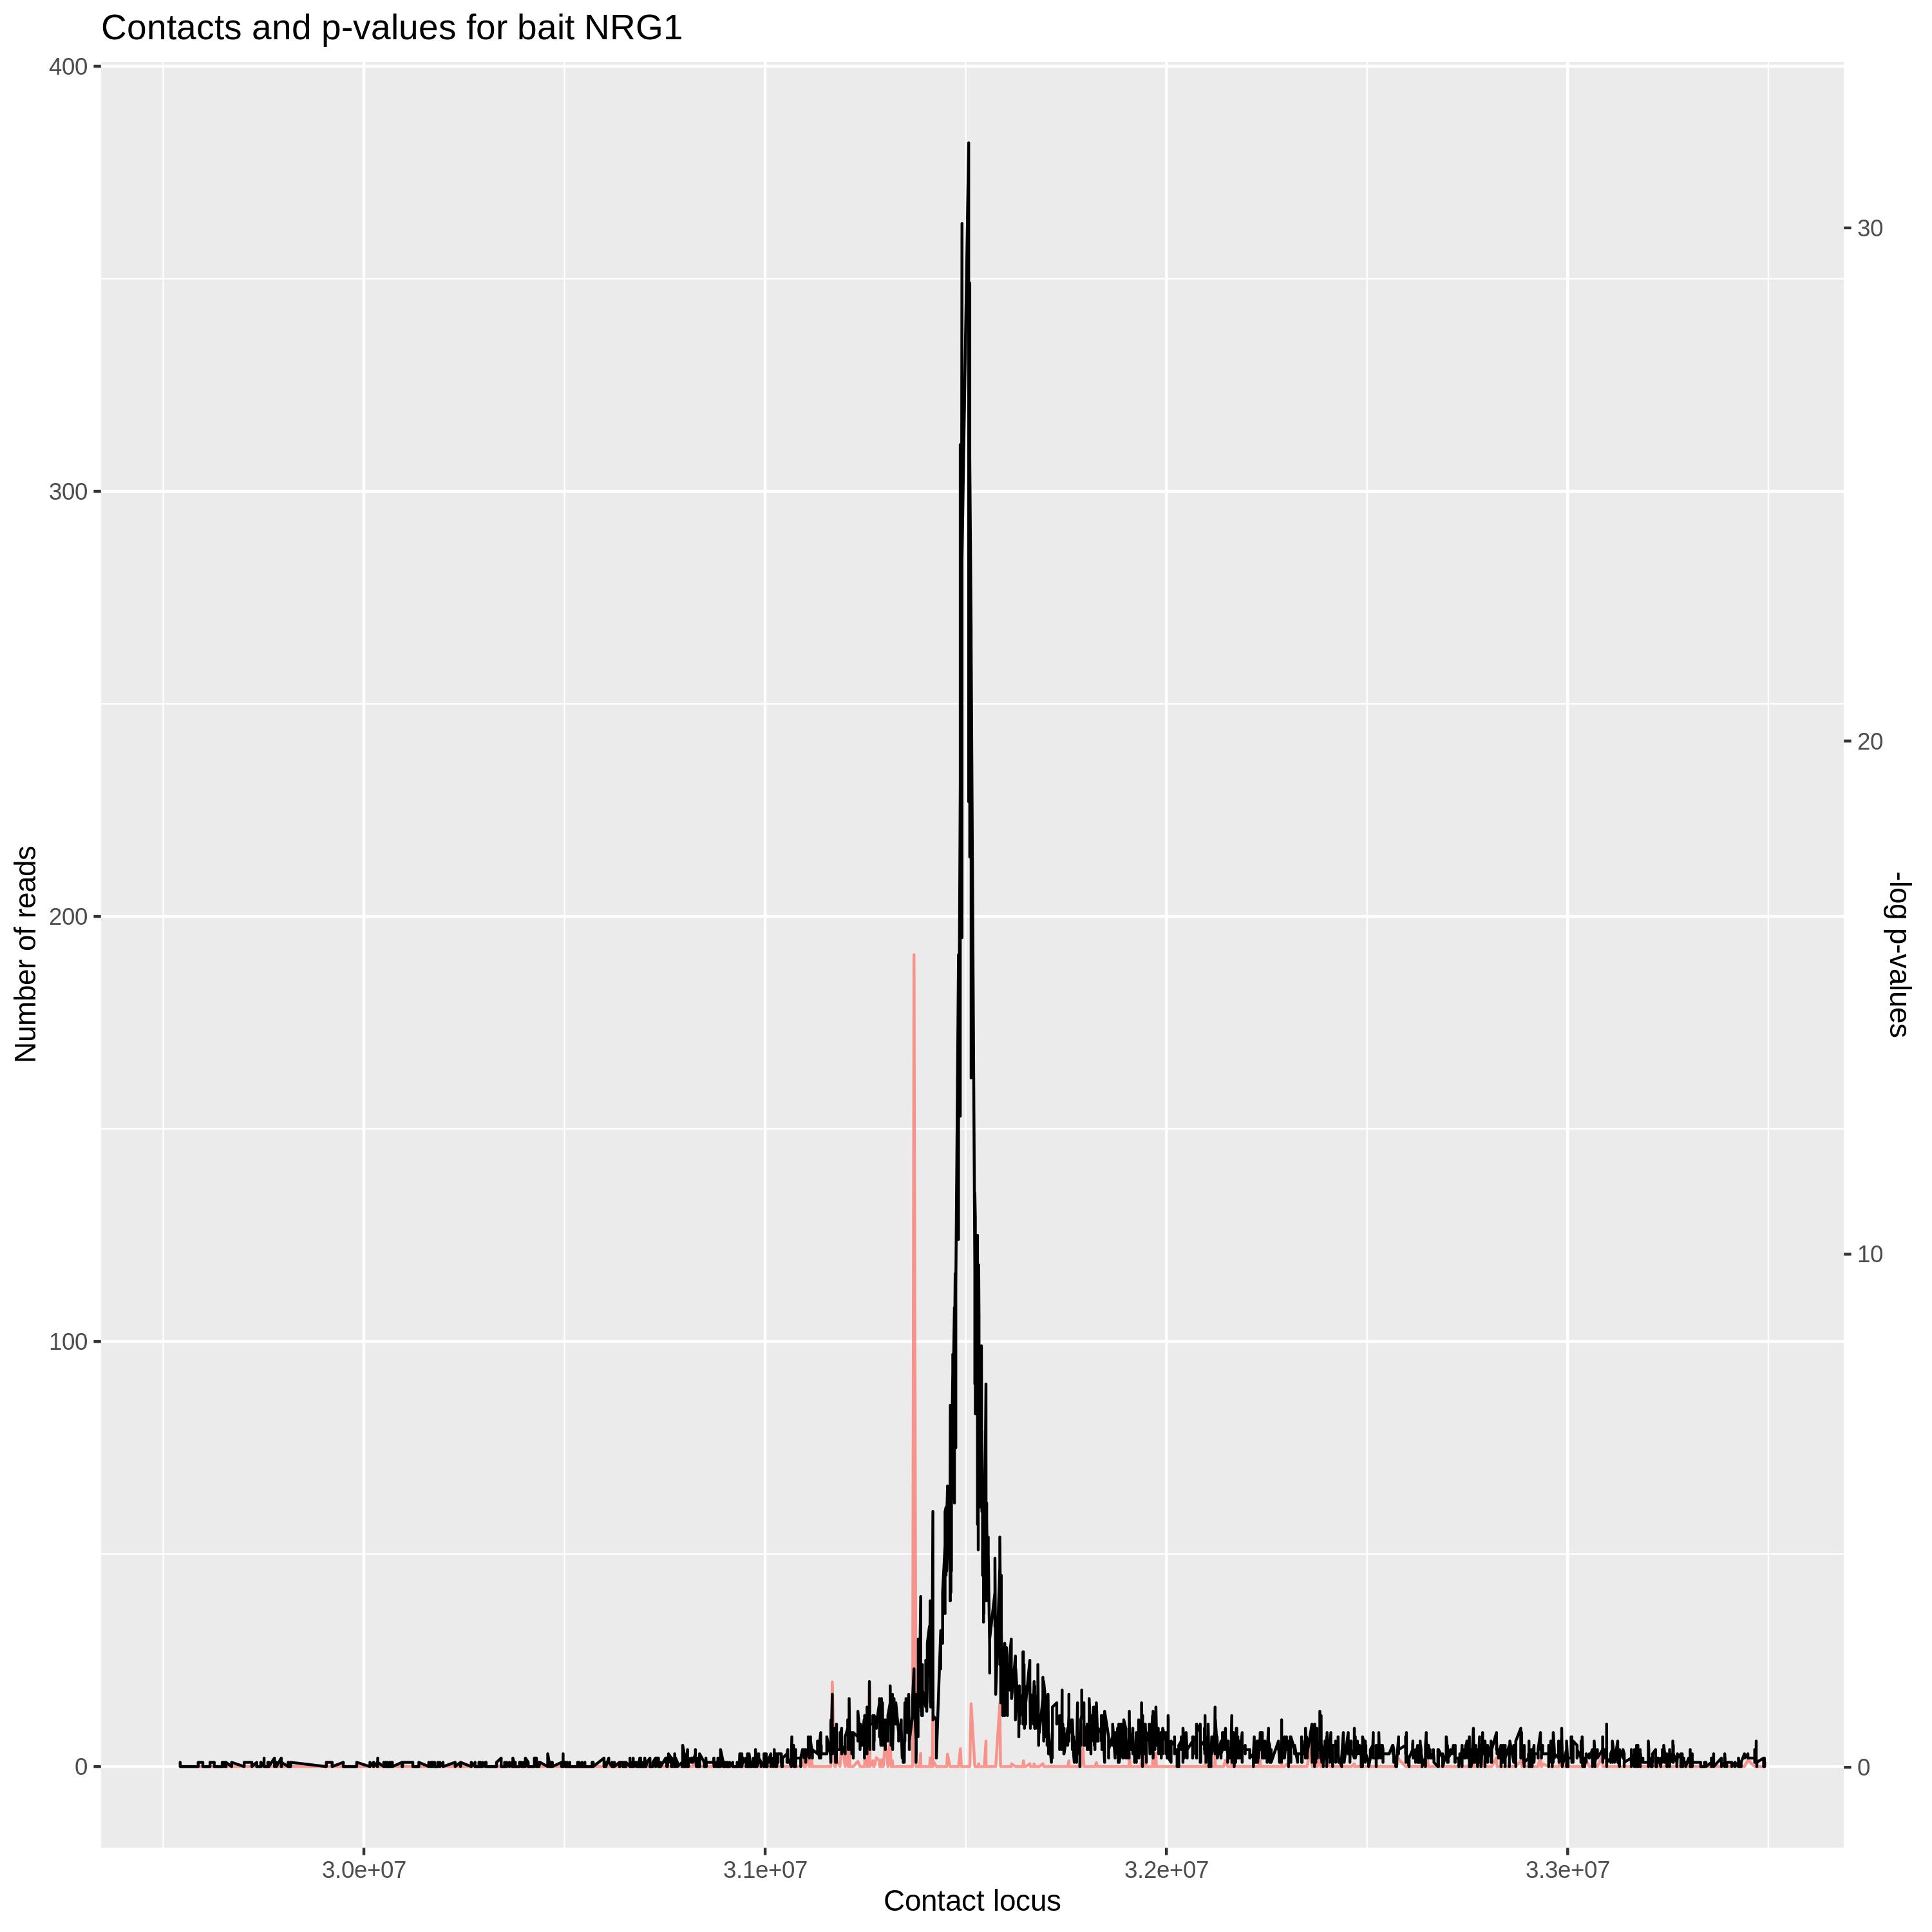 Contacts and p-values for bait NRG1
400
300
200
100
0
30
20
10
0
Number of reads
-log p-values
3.0e+07 3.1e+07 3.2e+07 3.3e+07
Contact locus